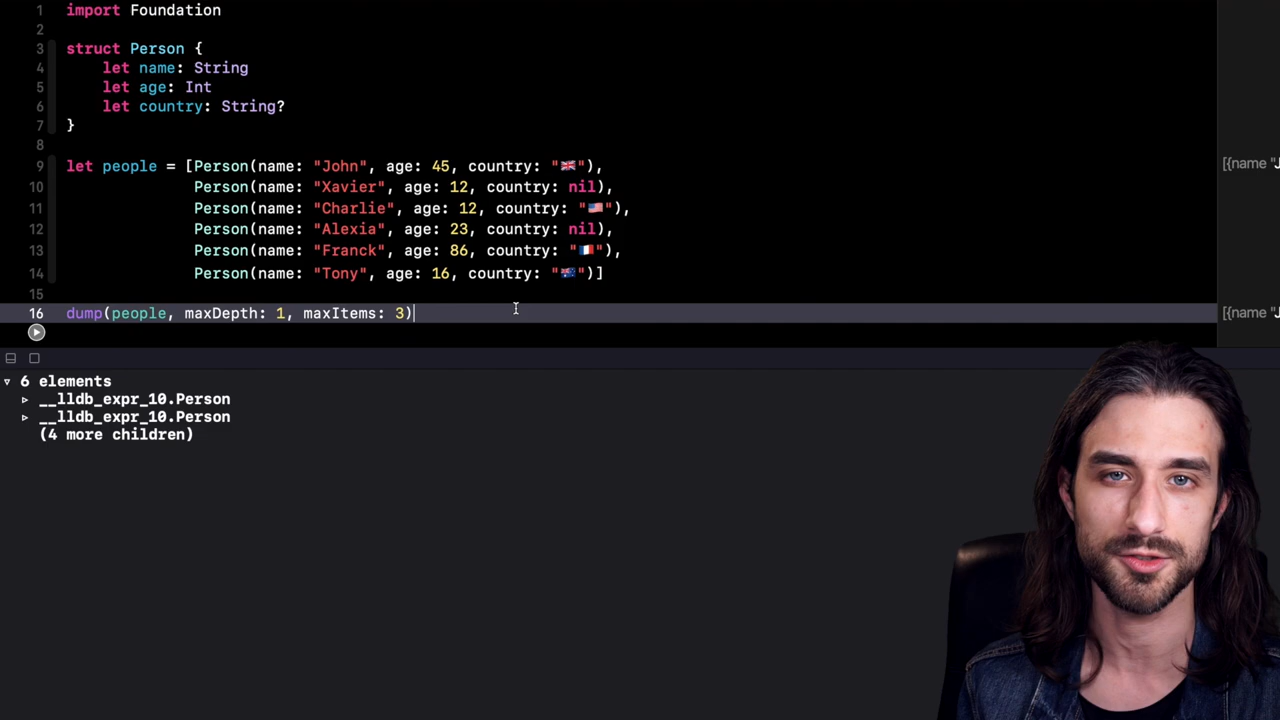 1 import Foundation
2
3 struct Person {
4 let name: String
5 let age: Int
6 let country: String?
7 }
8
9 let people = [Person(name: "John", age: 45, country: "🇬🇧"),
10 Person(name: "Xavier", age: 12, country: nil),
11 Person(name: "Charlie", age: 12, country: "🇺🇸"),
12 Person(name: "Alexia", age: 23, country: nil),
13 Person(name: "Franck", age: 86, country: "🇫🇷"),
14 Person(name: "Tony", age: 16, country: "🇦🇺")]
15
16 dump(people, maxDepth: 1, maxItems: 3)
[{name "J
[{name "J
▿ 6 elements
▹ __lldb_expr_10.Person
▹ __lldb_expr_10.Person
(4 more children)